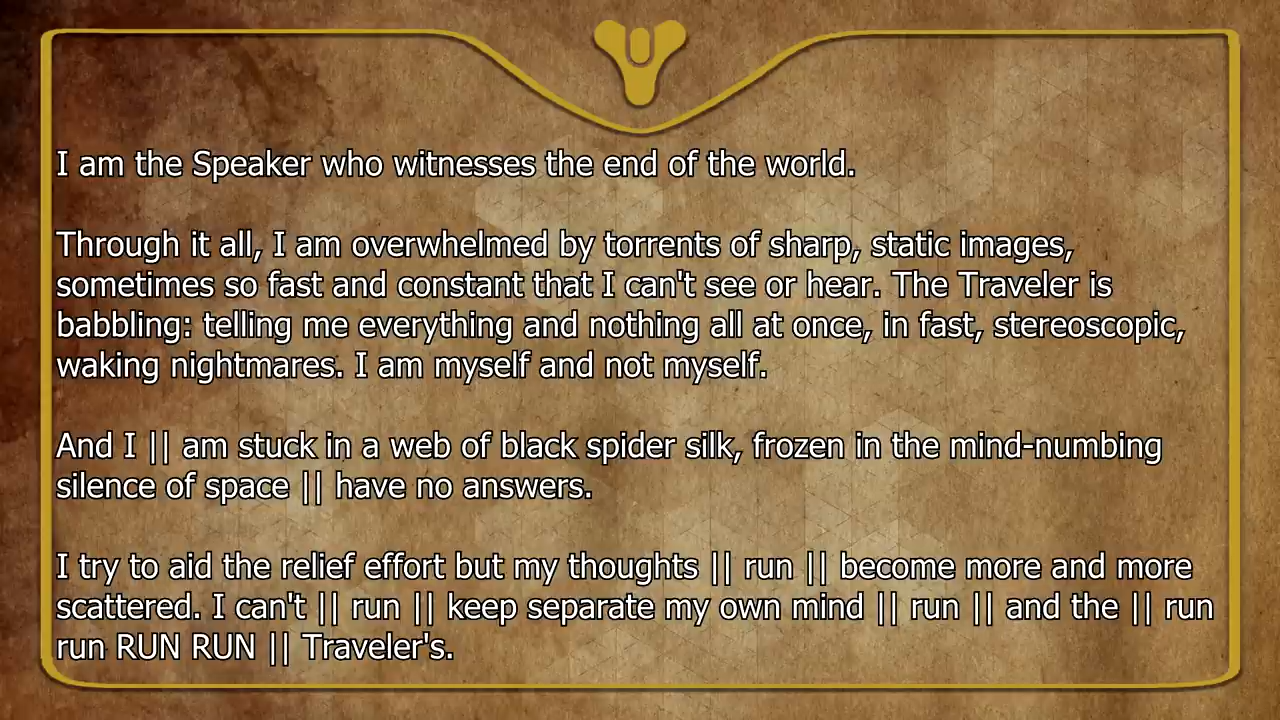 I am the Speaker who witnesses the end of the world.
Through it all, I am overwhelmed by torrents of sharp, static images,
sometimes so fast and constant that I can't see or hear. The Traveler is
babbling: telling me everything and nothing all at once, in fast, stereoscopic,
waking nightmares. I am myself and not myself.
And I || am stuck in a web of black spider silk, frozen in the mind-numbing
silence of space || have no answers.
I try to aid the relief effort but my thoughts || run || become more and more
scattered. I can't || run || keep separate my own mind || run || and the || run
run RUN RUN || Traveler's.